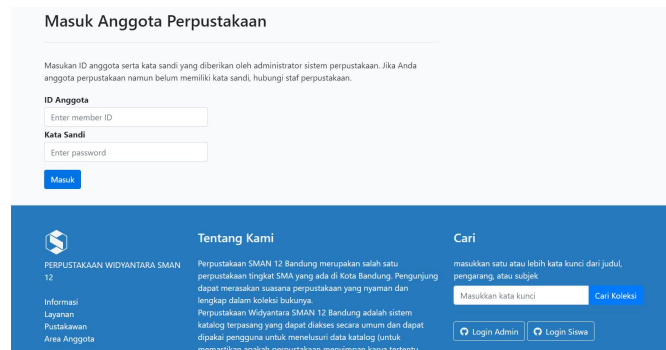 Masuk Anggota Perpustakaan
Masukan ID anggota serta kata sandi yang diberikan oleh administrator sistem perpustakaan. Jika Anda
anggota perpustakaan namun belum memiliki kata sandi, hubungi staf perpustakaan.
ID Anggota
Enter member ID
Kata Sandi
Enter password
Masuk
PERPUSTAKAAN WIDYANTARA SMAN
12
Informasi
Layanan
Pustakawan
Area Anggota
Tentang Kami
Perpustakaan SMAN 12 Bandung merupakan salah satu
perpustakaan tingkat SMA yang ada di Kota Bandung. Pengunjung
dapat merasakan suasana perpustakaan yang nyaman dan
lengkap dalam koleksi bukunya.
Perpustakaan Widyantara SMAN 12 Bandung adalah sistem
katalog terpasang yang dapat diakses secara umum dan dapat
dipakai pengguna untuk menelusuri data katalog (untuk
memastikan apakah perpustakaan menyimpan karya tertentu
Cari
masukkan satu atau lebih kata kunci dari judul,
pengarang, atau subjek
Masukkan kata kunci
Cari Koleksi
Login Admin
Login Siswa